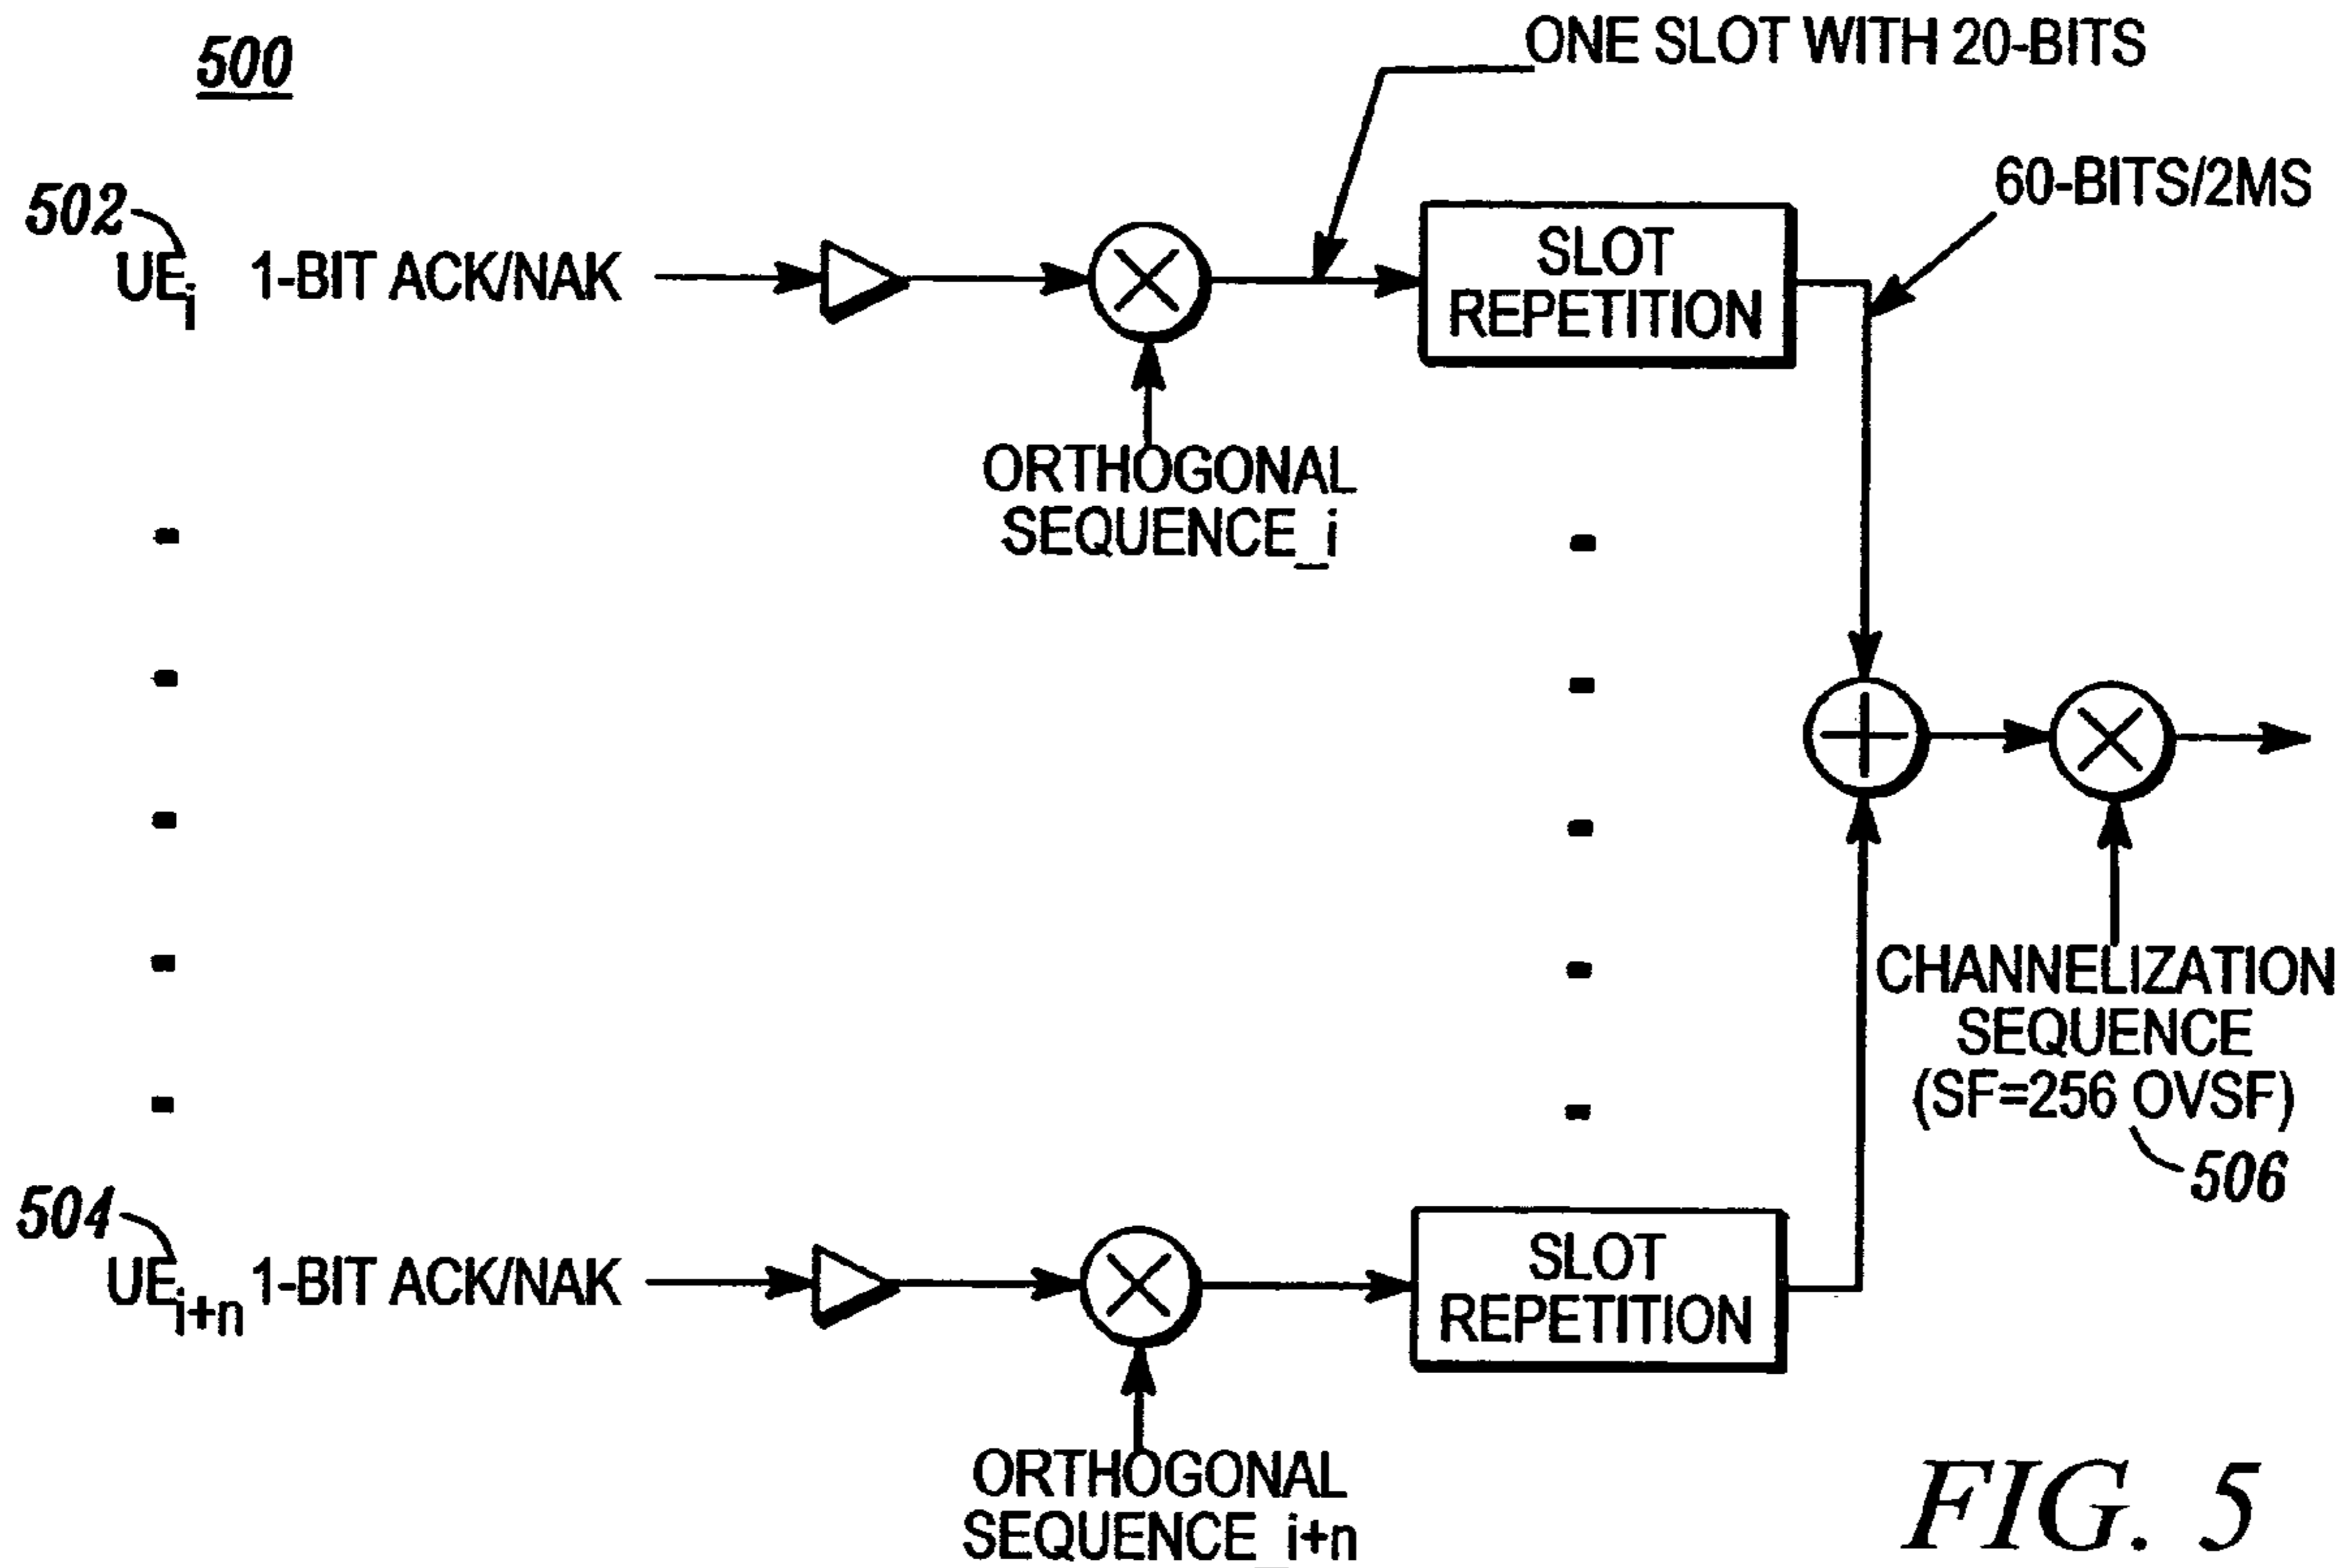 500
ONE SLOT WITH 20-BITS
60-BITS/2MS
502
UEi 1-BIT ACK/NAK
SLOT
REPETITION
ORTHOGONAL
SEQUENCE_i
CHANNELIZATION
SEQUENCE
(SF=256 OVSF)
506
504
UEi+n 1-BIT ACK/NAK
SLOT
REPETITION
ORTHOGONAL
SEQUENCE_i+n
FIG. 5